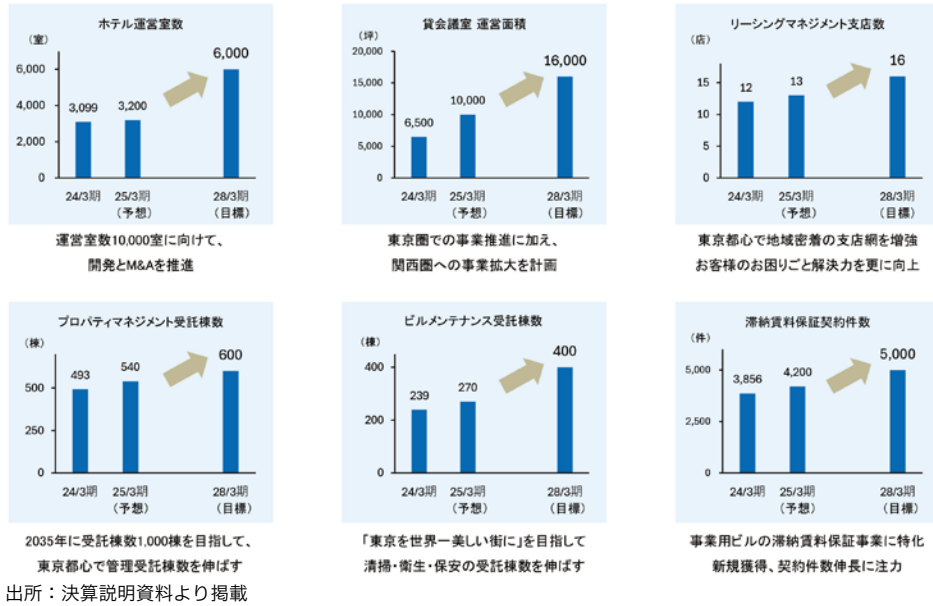 ホテル運営室数
(室)
6,000
4,000
2,000
0
3,099
3,200
6,000
24/3期
25/3期
(予想)
28/3期
(目標)
運営室数10,000室に向けて、
開発とM&Aを推進
貸会議室 運営面積
(坪)
20,000
15,000
10,000
5,000
0
6,500
10,000
16,000
24/3期
25/3期
(予想)
28/3期
(目標)
東京圏での事業推進に加え、
関西圏への事業拡大を計画
リーシングマネジメント支店数
(店)
15
10
5
0
12
13
16
24/3期
25/3期
(予想)
28/3期
(目標)
東京都心で地域密着の支店網を増強
お客様のお困りごと解決力を更に向上
プロパティマネジメント受託棟数
(棟)
500
250
0
493
540
600
24/3期
25/3期
(予想)
28/3期
(目標)
2035年に受託棟数1,000棟を目指して、
東京都心で管理受託棟数を伸ばす
ビルメンテナンス受託棟数
(棟)
400
200
0
239
270
400
24/3期
25/3期
(予想)
28/3期
(目標)
「東京を世界一美しい街に」を目指して
清掃・衛生・保安の受託棟数を伸ばす
滞納賃料保証契約件数
(件)
5,000
2,500
0
3,856
4,200
5,000
24/3期
25/3期
(予想)
28/3期
(目標)
事業用ビルの滞納賃料保証事業に特化
新規獲得、契約件数伸長に注力
出所：決算説明資料より掲載